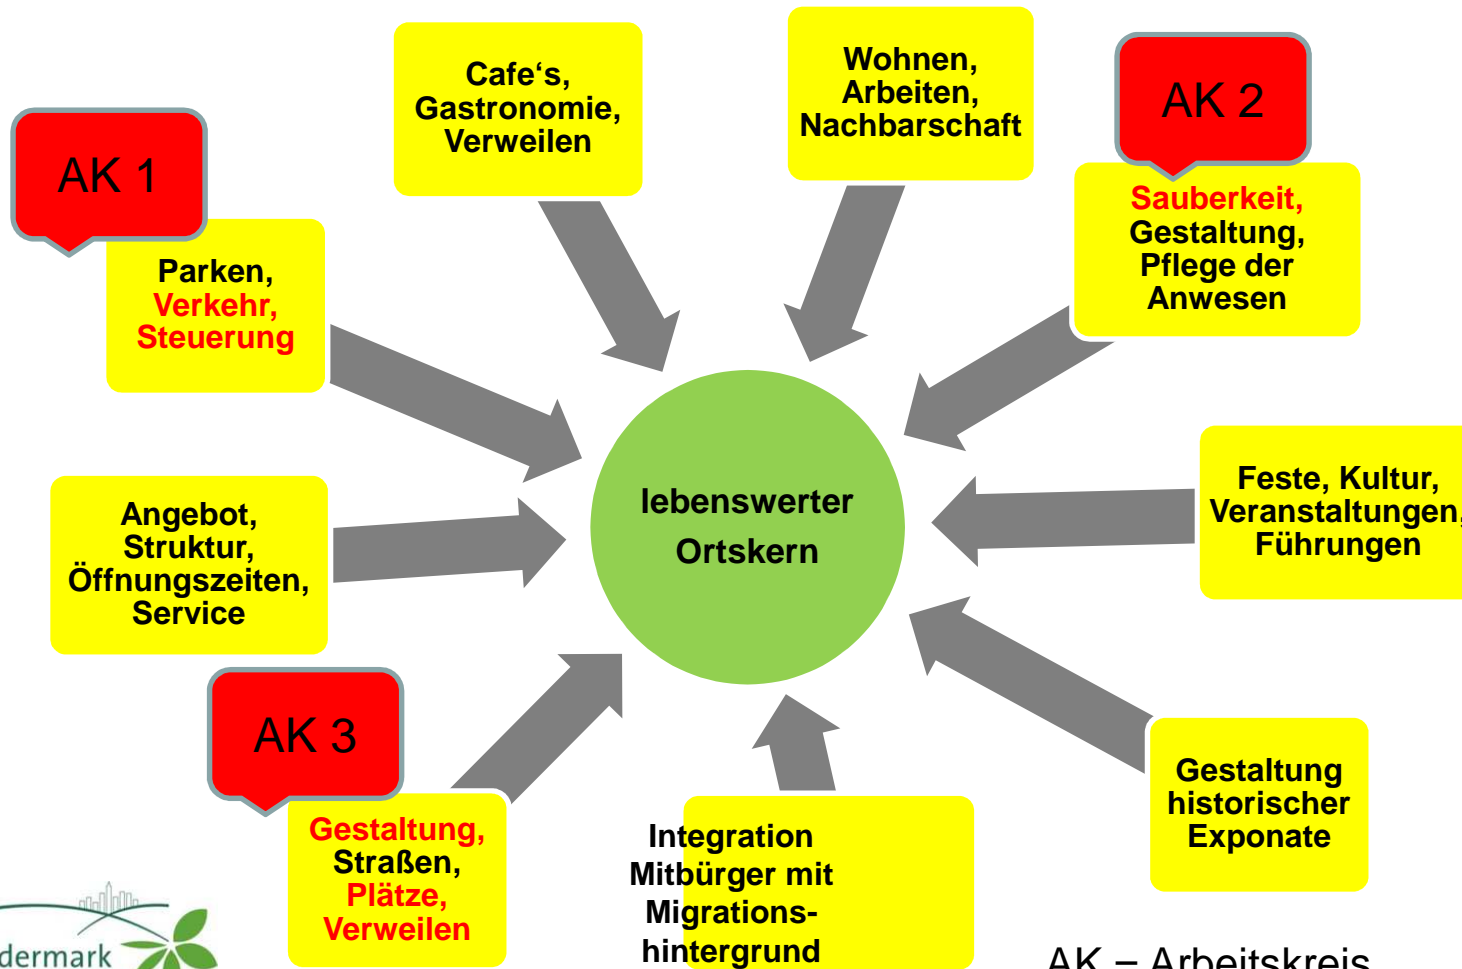 Cafe‘s,
Gastronomie,
Verweilen
Wohnen,
Arbeiten,
Nachbarschaft
AK 2
Sauberkeit,
Gestaltung,
Pflege der
Anwesen
AK 1
Parken,
Verkehr,
Steuerung
lebenswerter
Ortskern
Feste, Kultur,
Veranstaltungen,
Führungen
Angebot,
Struktur,
Öffnungszeiten,
Service
AK 3
Gestaltung,
Straßen,
Plätze,
Verweilen
Integration
Mitbürger mit
Migrations-
hintergrund
Gestaltung
historischer
Exponate
dermark
AK = Arbeitskreis